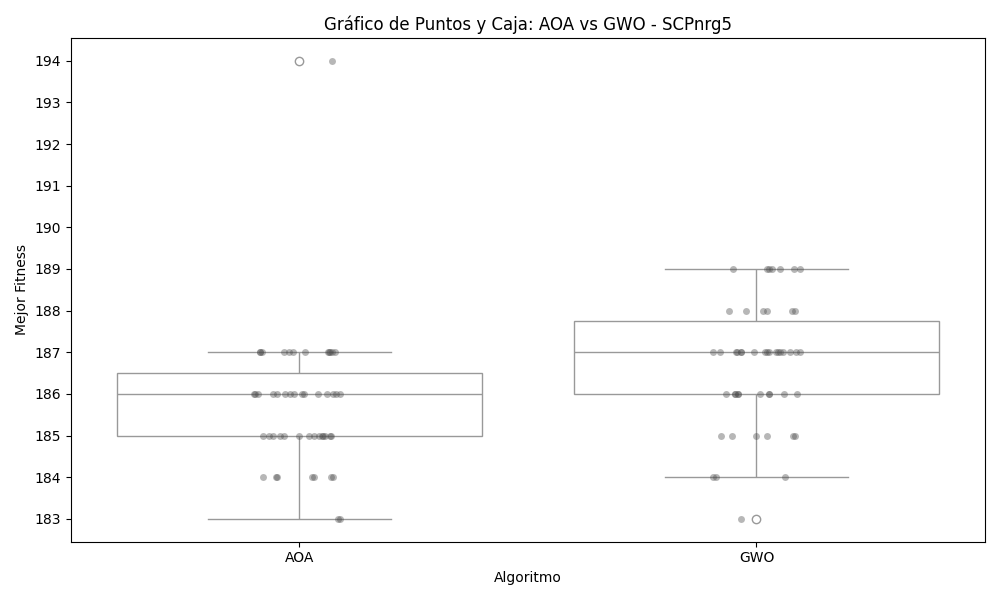 Gráfico de Puntos y Caja: AOA vs GWO - SCPnrg5
194
193
192
191
190
189
188
187
186
185
184
183
Mejor Fitness
AOA
GWO
Algoritmo